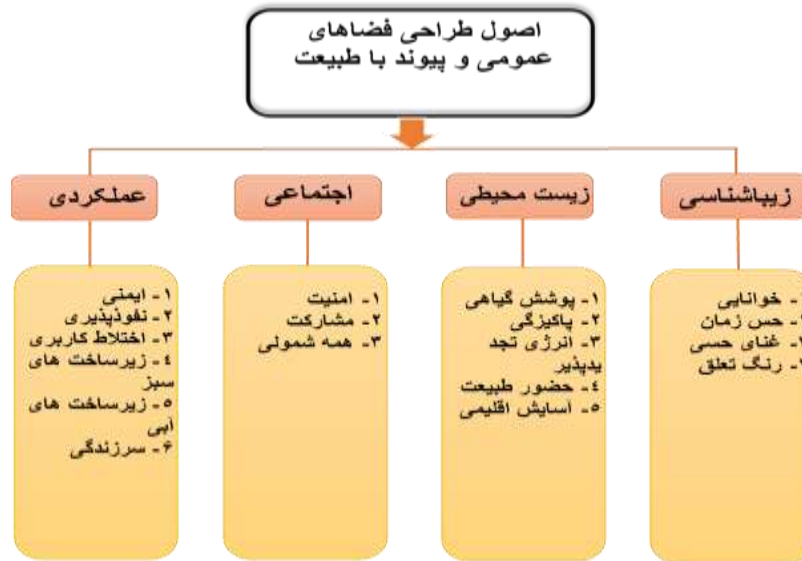 اصول طراحی فضاهای
عمومی و پیوند با طبیعت
زیباشناسی
خوانایی
حس زمان
غنای حسی
رنگ تعلق
زیست محیطی
۱- پوشش گیاهی
۲- پاکیزگی
۳- انرژی تجد
یدپذیر
٤- حضور طبیعت
۵- آسایش اقلیمی
اجتماعی
۱- امنیت
۲- مشارکت
۳- همه شمولی
عملکردی
۱- ایمنی
۲- نفوذپذیری
۳- اختلاط کاربری
٤- زیرساخت های
سبز
۵- زیرساخت های
آبی
۶- سرزندگی